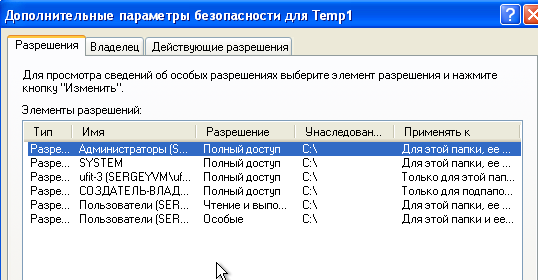 Дополнительные параметры безопасности для Temp1
Разрешения Владелец Действующие разрешения
Для просмотра сведений об особых разрешениях выберите элемент разрешения и нажмите
кнопку "Изменить".
Элементы разрешений:
Тип Имя Разрешение Унаследован... Применять к
Разре... Администраторы (S... Полный доступ C:\ Для этой папки, ее ...
Разре... SYSTEM Полный доступ C:\ Для этой папки, ее ...
Разре... ufit-3 (SERGEYVM\uf... Полный доступ C:\ Только для этой пап...
Разре... СОЗДАТЕЛЬ-ВЛАД... Полный доступ C:\ Только для подпапо...
Разре... Пользователи (SER... Чтение и выпо... C:\ Для этой папки, ее ...
Разре... Пользователи (SER... Особые C:\ Для этой папки и ее...